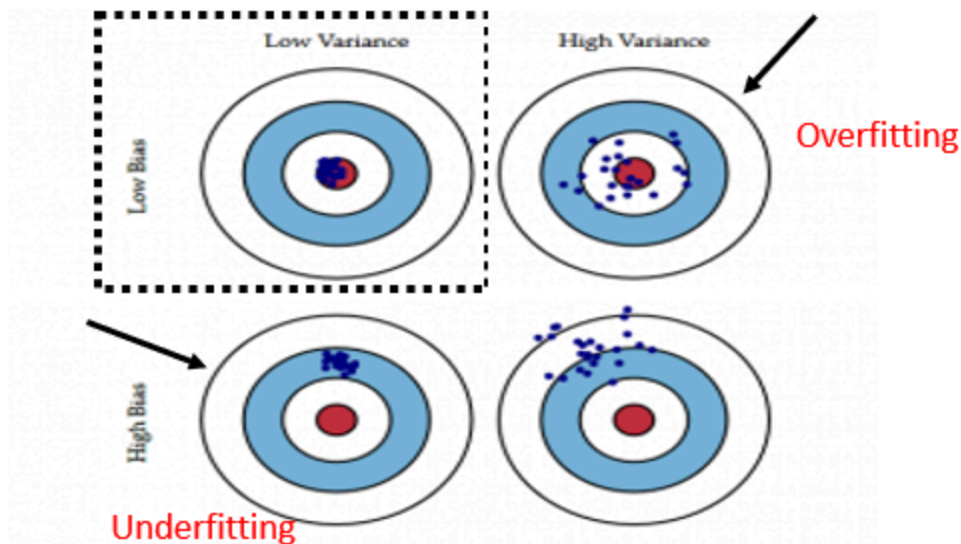 Low Variance
High Variance
Overfitting
Low Bias
High Bias
Underfitting